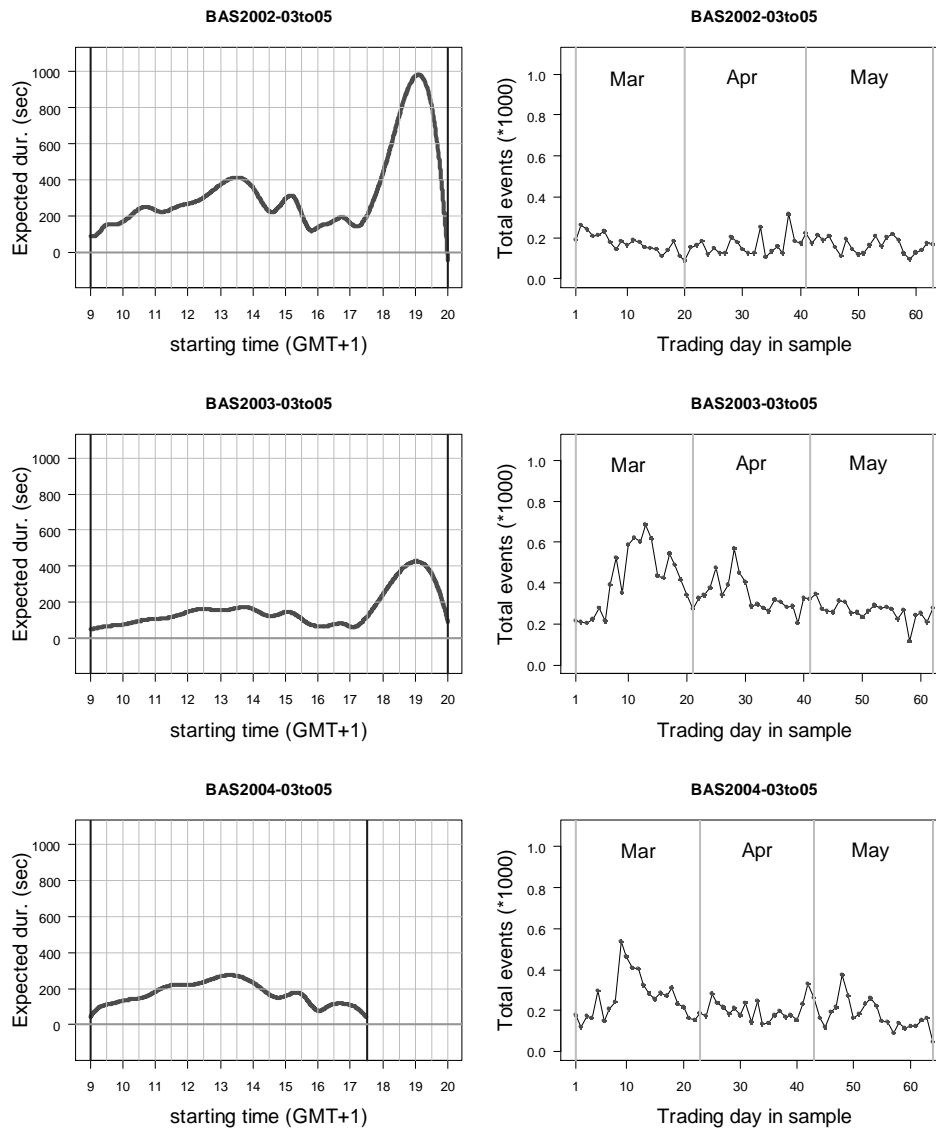 BAS2002-03to05
Expected dur. (sec)
1000
800
600
400
200
0
9 10 11 12 13 14 15 16 17 18 19 20
starting time (GMT+1)
BAS2002-03to05
Total events (*1000)
1.0
0.8
0.6
0.4
0.2
0.0
Mar Apr May
1 10 20 30 40 50 60
Trading day in sample
BAS2003-03to05
Expected dur. (sec)
1000
800
600
400
200
0
9 10 11 12 13 14 15 16 17 18 19 20
starting time (GMT+1)
BAS2003-03to05
Total events (*1000)
1.0
0.8
0.6
0.4
0.2
0.0
Mar Apr May
1 10 20 30 40 50 60
Trading day in sample
BAS2004-03to05
Expected dur. (sec)
1000
800
600
400
200
0
9 10 11 12 13 14 15 16 17 18 19 20
starting time (GMT+1)
BAS2004-03to05
Total events (*1000)
1.0
0.8
0.6
0.4
0.2
0.0
Mar Apr May
1 10 20 30 40 50 60
Trading day in sample